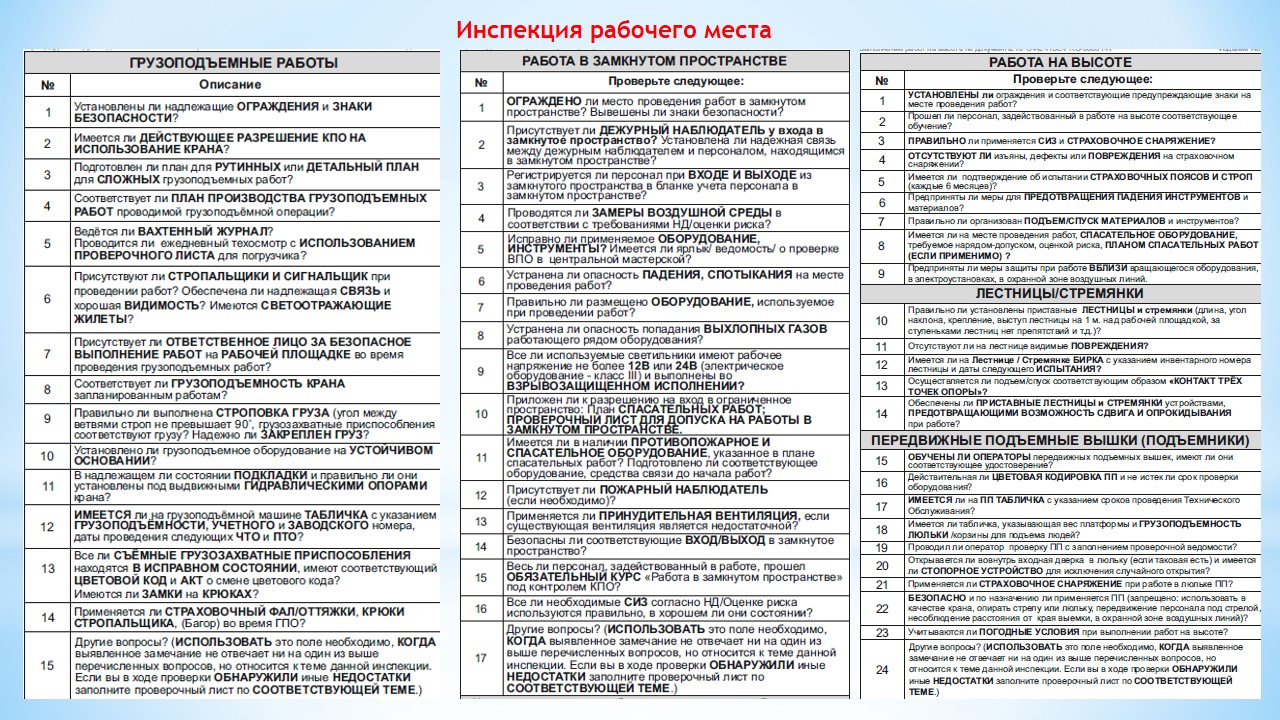 Инспекция рабочего места
ГРУЗОПОДЪЕМНЫЕ РАБОТЫ
№ Описание
1 Установлены ли надлежащие ОГРАЖДЕНИЯ и ЗНАКИ
БЕЗОПАСНОСТИ?
2 Имеется ли ДЕЙСТВУЮЩЕЕ РАЗРЕШЕНИЕ КПО НА
ИСПОЛЬЗОВАНИЕ КРАНА?
3 Подготовлен ли план для РУТИННЫХ или ДЕТАЛЬНЫЙ ПЛАН
для СЛОЖНЫХ грузоподъемных работ?
4 Соответствует ли ПЛАН ПРОИЗВОДСТВА ГРУЗОПОДЪЕМНЫХ
РАБОТ проводимой грузоподъёмной операции?
5 Ведётся ли ВАХТЕННЫЙ ЖУРНАЛ?
Проводится ли ежедневный техосмотр с ИСПОЛЬЗОВАНИЕМ
ПРОВЕРОЧНОГО ЛИСТА для погрузчика?
6 Присутствуют ли СТРОПАЛЬЩИКИ И СИГНАЛЬЩИК при
проведении работ? Обеспечена ли надлежащая СВЯЗЬ и
хорошая ВИДИМОСТЬ? Имеются СВЕТООТРАЖАЮЩИЕ
ЖИЛЕТЫ?
7 Присутствует ли ОТВЕТСТВЕННОЕ ЛИЦО ЗА БЕЗОПАСНОЕ
ВЫПОЛНЕНИЕ РАБОТ на РАБОЧЕЙ ПЛОЩАДКЕ во время
проведения грузоподъемных работ?
8 Соответствует ли ГРУЗОПОДЪЕМНОСТЬ КРАНА
запланированным работам?
9 Правильно ли выполнена СТРОПОВКА ГРУЗА (угол между
ветвями строп не превышает 90˚, грузозахватные приспособления
соответствуют грузу? Надежно ли ЗАКРЕПЛЕН ГРУЗ?
10 Установлено ли грузоподъемное оборудование на УСТОЙЧИВОМ
ОСНОВАНИИ?
11 В надлежащем ли состоянии ПОДКЛАДКИ и правильно ли они
установлены под выдвижными ГИДРАВЛИЧЕСКИМИ ОПОРАМИ
крана?
12 ИМЕЕТСЯ ли на грузоподъёмной машине ТАБЛИЧКА с указанием
ГРУЗОПОДЪЁМНОСТИ, УЧЕТНОГО и ЗАВОДСКОГО номера,
даты проведения следующих ЧТО и ПТО?
13 Все ли СЪЁМНЫЕ ГРУЗОЗАХВАТНЫЕ ПРИСПОСОБЛЕНИЯ
находятся В ИСПРАВНОМ СОСТОЯНИИ, имеют соответствующий
ЦВЕТОВОЙ КОД и АКТ о смене цветового кода?
Имеются ли ЗАМКИ на КРЮКАХ?
14 Применяется ли СТРАХОВОЧНЫЙ ФАЛ/ОТТЯЖКИ, КРЮКИ
СТРОПАЛЬЩИКА, (Багор) во время ГПО?
15 Другие вопросы? (ИСПОЛЬЗОВАТЬ это поле необходимо, КОГДА
выявленное замечание не отвечает ни на один из выше
перечисленных вопросов, но относится к теме данной инспекции.
Если вы в ходе проверки ОБНАРУЖИЛИ иные НЕДОСТАТКИ
заполните проверочный лист по СООТВЕТСТВУЮЩЕЙ ТЕМЕ.)
РАБОТА В ЗАМКНУТОМ ПРОСТРАНСТВЕ
№ Проверьте следующее:
1 ОГРАЖДЕНО ли место проведения работ в замкнутом
пространстве? Вывешены ли знаки безопасности?
2 Присутствует ли ДЕЖУРНЫЙ НАБЛЮДАТЕЛЬ у входа в
замкнутое пространство? Установлена ли надежная связь
между дежурным наблюдателем и персоналом, находящимся
в замкнутом пространстве?
3 Регистрируется ли персонал при ВХОДЕ И ВЫХОДЕ из
замкнутого пространства в бланке учета персонала в
замкнутом пространстве?
4 Проводятся ли ЗАМЕРЫ ВОЗДУШНОЙ СРЕДЫ в
соответствии с требованиями НД/оценки риска?
5 Исправно ли применяемое ОБОРУДОВАНИЕ,
ИНСТРУМЕНТЫ? Имеется ли ярлык/ ведомость/ о проверке
ВПО в центральной мастерской?
6 Устранена ли опасность ПАДЕНИЯ, СПОТЫКАНИЯ на месте
проведения работ?
7 Правильно ли размещено ОБОРУДОВАНИЕ, используемое
при проведении работ?
8 Устранена ли опасность попадания ВЫХЛОПНЫХ ГАЗОВ
работающего рядом оборудования?
9 Все ли используемые светильники имеют рабочее
напряжение не более 12В или 24В (электрическое
оборудование - класс III) и выполнены во
ВЗРЫВОЗАЩИЩЕННОМ ИСПОЛНЕНИИ?
10 Приложен ли к разрешению на вход в ограниченное
пространство: План СПАСАТЕЛЬНЫХ РАБОТ;
ПРОВЕРОЧНЫЙ ЛИСТ ДЛЯ ДОПУСКА НА РАБОТЫ В
ЗАМКНУТОМ ПРОСТРАНСТВЕ.
11 Имеется ли в наличии ПРОТИВОПОЖАРНОЕ И
СПАСАТЕЛЬНОЕ ОБОРУДОВАНИЕ, указанное в плане
спасательных работ? Подготовлено ли соответствующее
оборудование, средства связи до начала работ?
12 Присутствует ли ПОЖАРНЫЙ НАБЛЮДАТЕЛЬ
(если необходимо)?
13 Применяется ли ПРИНУДИТЕЛЬНАЯ ВЕНТИЛЯЦИЯ, если
существующая вентиляция является недостаточной?
14 Безопасны ли соответствующие ВХОД/ВЫХОД в замкнутое
пространство?
15 Весь ли персонал, задействованный в работе, прошел
ОБЯЗАТЕЛЬНЫЙ КУРС «Работа в замкнутом пространстве»
под контролем КПО?
16 Все ли необходимые СИЗ согласно НД/Оценке риска
используются правильно, в хорошем ли они состоянии?
17 Другие вопросы? (ИСПОЛЬЗОВАТЬ это поле необходимо,
КОГДА выявленное замечание не отвечает ни на один из
выше перечисленных вопросов, но относится к теме данной
инспекции. Если вы в ходе проверки ОБНАРУЖИЛИ иные
НЕДОСТАТКИ заполните проверочный лист по
СООТВЕТСТВУЮЩЕЙ ТЕМЕ.)
РАБОТА НА ВЫСОТЕ
№ Проверьте следующее:
1 УСТАНОВЛЕНЫ ли ограждения и соответствующие предупреждающие знаки на
месте проведения работ?
2 Прошел ли персонал, задействованный в работе на высоте соответствующее
обучение?
3 ПРАВИЛЬНО ли применяется СИЗ и СТРАХОВОЧНОЕ СНАРЯЖЕНИЕ?
4 ОТСУТСТВУЮТ ЛИ изъяны, дефекты или ПОВРЕЖДЕНИЯ на страховочном
снаряжении?
5 Имеется ли подтверждение об испытании СТРАХОВОЧНЫХ ПОЯСОВ И СТРОП
(каждые 6 месяцев)?
6 Предприняты ли меры для ПРЕДОТВРАЩЕНИЯ ПАДЕНИЯ ИНСТРУМЕНТОВ и
материалов?
7 Правильно ли организован ПОДЪЕМ/СПУСК МАТЕРИАЛОВ и инструменты?
8 Имеется ли на месте проведения работ, СПАСАТЕЛЬНОЕ ОБОРУДОВАНИЕ,
требуемое нарядом-допуском, оценкой риска, ПЛАНОМ СПАСАТЕЛЬНЫХ РАБОТ
(ЕСЛИ ПРИМЕНИМО) ?
9 Предприняты ли меры защиты при работе ВБЛИЗИ вращающегося оборудования,
в электроустановках, в охранной зоне воздушных линий.
ЛЕСТНИЦЫ/СТРЕМЯНКИ
10 Правильно ли установлены приставные ЛЕСТНИЦЫ и стремянки (длина, угол
наклона, крепление, выступ лестницы на 1 м. над рабочей площадкой, за
ступеньками лестниц нет препятствий и т.д.)?
11 Отсутствуют ли на лестнице видимые ПОВРЕЖДЕНИЯ?
12 Имеется ли на Лестнице / Стремянке БИРКА с указанием инвентарного номера
лестницы и даты следующего ИСПЫТАНИЯ?
13 Осуществляется ли подъем/спуск соответствующим образом «КОНТАКТ ТРЁХ
ТОЧЕК ОПОРЫ»?
14 Обеспечены ли ПРИСТАВНЫЕ ЛЕСТНИЦЫ и СТРЕМЯНКИ устройствами,
ПРЕДОТВРАЩАЮЩИМИ ВОЗМОЖНОСТЬ СДВИГА И ОПРОКИДЫВАНИЯ
при работе?
ПЕРЕДВИЖНЫЕ ПОДЪЕМНЫЕ ВЫШКИ (ПОДЪЕМНИКИ)
15 ОБУЧЕНЫ ЛИ ОПЕРАТОРЫ передвижных подъемных вышек, имеют ли они
соответствующее удостоверение?
16 Действительная ли ЦВЕТОВАЯ КОДИРОВКА ПП и не истек ли срок проверки
оборудования?
17 ИМЕЕТСЯ ли на ПП ТАБЛИЧКА с указанием сроков проведения Технического
Обслуживания?
18 Имеется ли табличка, указывающая вес платформы и ГРУЗОПОДЪЕМНОСТЬ
ЛЮЛЬКИ /корзины для подъема людей?
19 Проводил ли оператор проверку ПП с заполнением проверочной ведомости?
20 Открывается ли вовнутрь входная дверка в люльку (если таковая есть) и имеется
ли СТОПОРНОЕ УСТРОЙСТВО для исключения случайного открытия?
21 Применяется ли СТРАХОВОЧНОЕ СНАРЯЖЕНИЕ при работе в люльке ПП?
22 БЕЗОПАСНО и по назначению ли применяется ПП (запрещено: использовать в
качестве крана, опирать стрелу или люльку, передвижение персонала под стрелой,
несоблюдение расстояния от края выемки, в охранной зоне воздушных линий)?
23 Учитываются ли ПОГОДНЫЕ УСЛОВИЯ при выполнении работ на высоте?
24 Другие вопросы? (ИСПОЛЬЗОВАТЬ это поле необходимо, КОГДА выявленное
замечание не отвечает ни на один из выше перечисленных вопросов, но
относится к теме данной инспекции. Если вы в ходе проверки ОБНАРУЖИЛИ
иные НЕДОСТАТКИ заполните проверочный лист по СООТВЕТСТВУЮЩЕЙ
ТЕМЕ.)